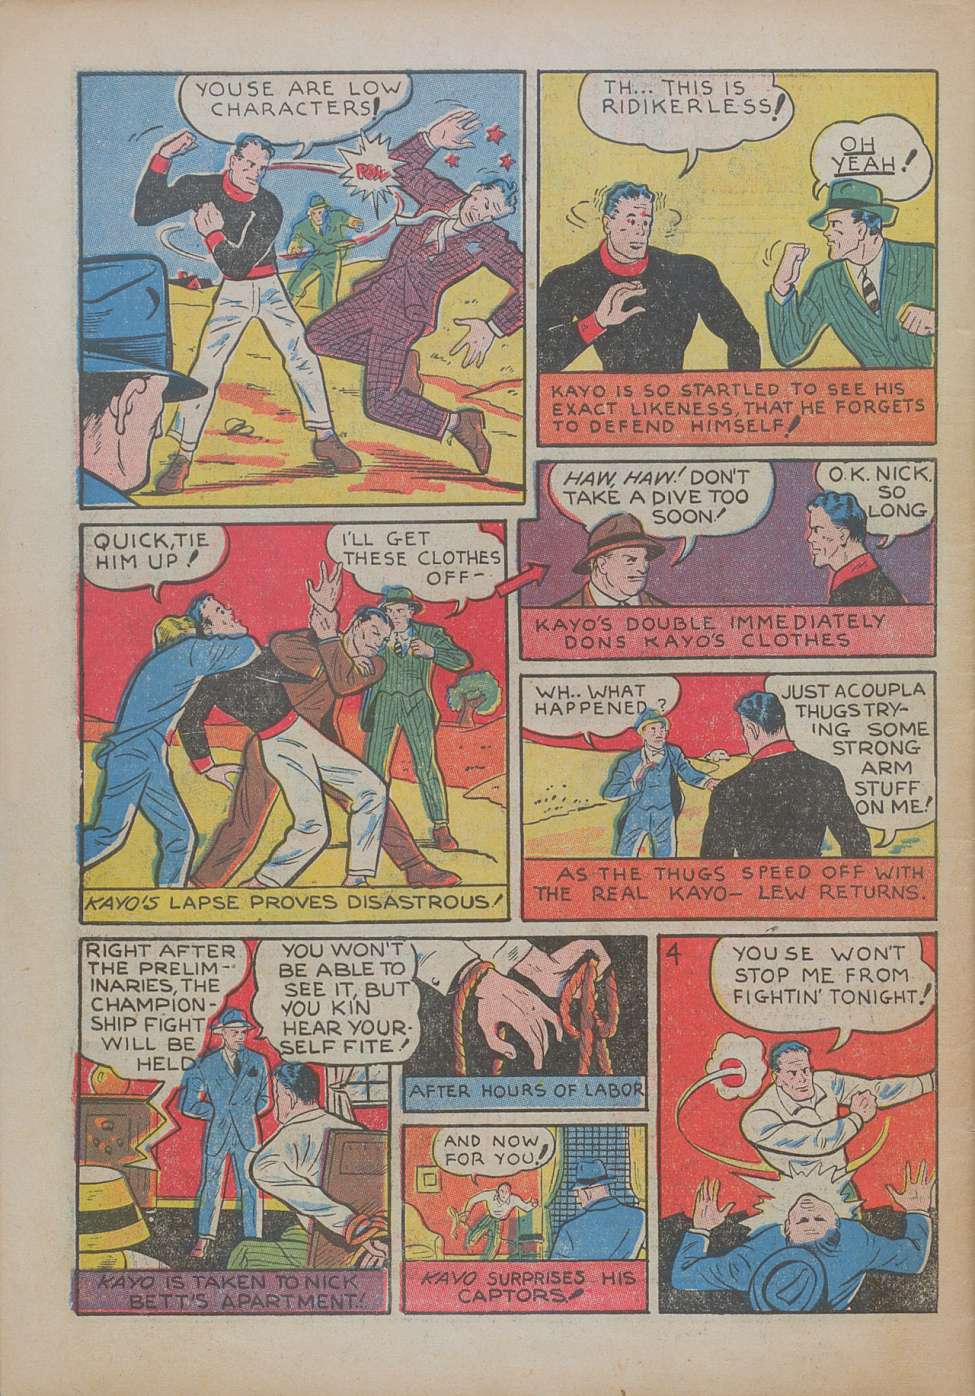 YOUSE ARE LOW
CHARACTERS!
POW
TH... THIS IS
RIDIKERLESS!
OH
YEAH!
KAYO IS SO STARTLED TO SEE HIS
EXACT LIKENESS, THAT HE FORGETS
TO DEFEND HIMSELF!
QUICK, TIE
HIM UP!
I'LL GET
THESE CLOTHES
OFF-
KAYO'S LAPSE PROVES DISASTROUS!
HAW, HAW! DON'T
TAKE A DIVE TOO
SOON!
O.K. NICK.
SO
LONG
KAYO'S DOUBLE IMMEDIATELY
DONS KAYO'S CLOTHES
WH.. WHAT
HAPPENED?
JUST ACOUPLA
THUGS TRY-
ING SOME
STRONG
ARM
STUFF
ON ME!
AS THE THUGS SPEED OFF WITH
THE REAL KAYO- LEW RETURNS.
RIGHT AFTER
THE PRELIM-
INARIES, THE
CHAMPION-
SHIP FIGHT
WILL BE
HELD
YOU WON'T
BE ABLE TO
SEE IT, BUT
YOU KIN
HEAR YOUR-
SELF FITE!
KAYO IS TAKEN TO NICK
BETT'S APARTMENT!
AFTER HOURS OF LABOR
AND NOW
FOR YOU!
KAYO SURPRISES HIS
CAPTORS!
4
YOUSE WON'T
STOP ME FROM
FIGHTIN' TONIGHT!